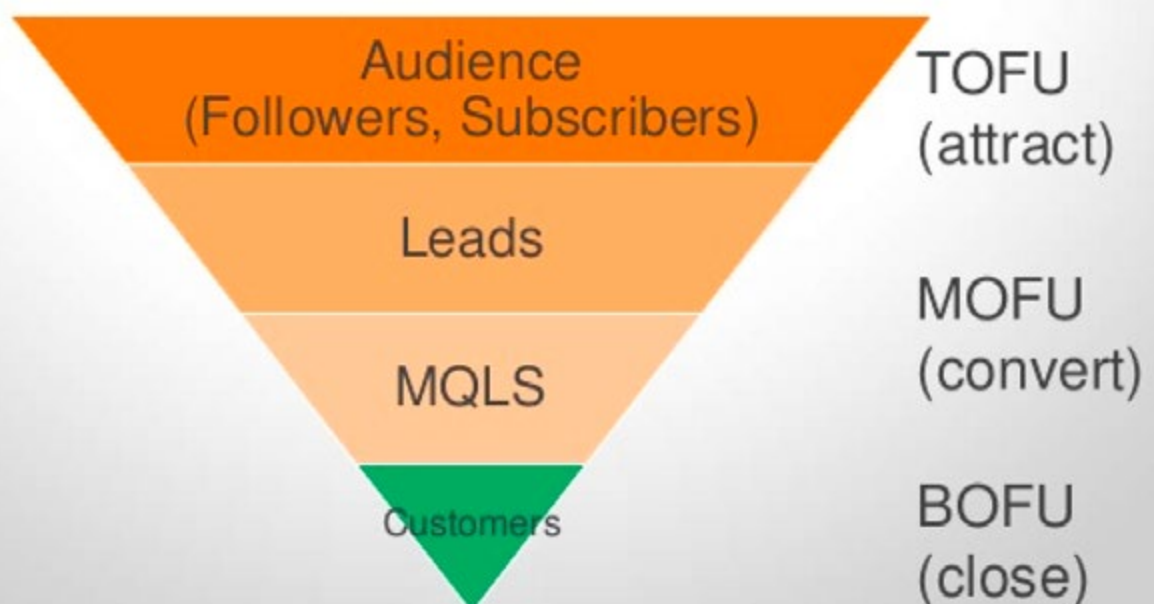 Audience
(Followers, Subscribers)
TOFU
(attract)
Leads
MOFU
(convert)
MQLS
BOFU
(close)
Customers